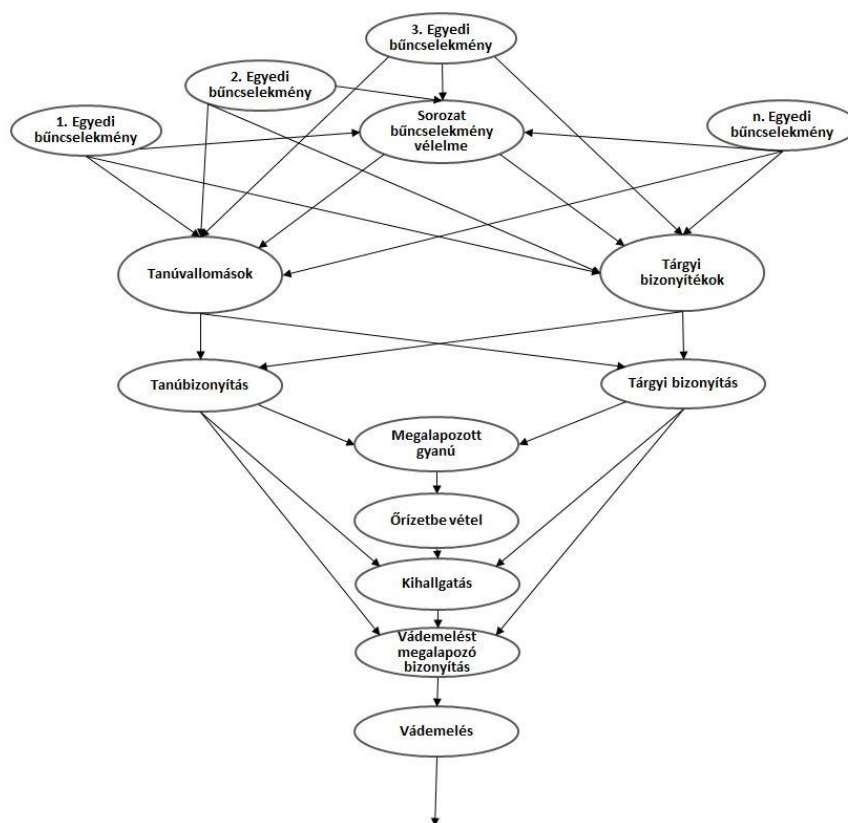 3. Egyedi
bűncselekmény
2. Egyedi
bűncselekmény
1. Egyedi
bűncselekmény
Sorozat
bűncselekmény
vélelme
n. Egyedi
bűncselekmény
Tanúvallomások
Tárgyi
bizonyítékok
Tanúbizonyítás
Tárgyi bizonyítás
Megalapozott
gyanú
Őrízetbe vétel
Kihallgatás
Vádemelést
megalapozó
bizonyítás
Vádemelés